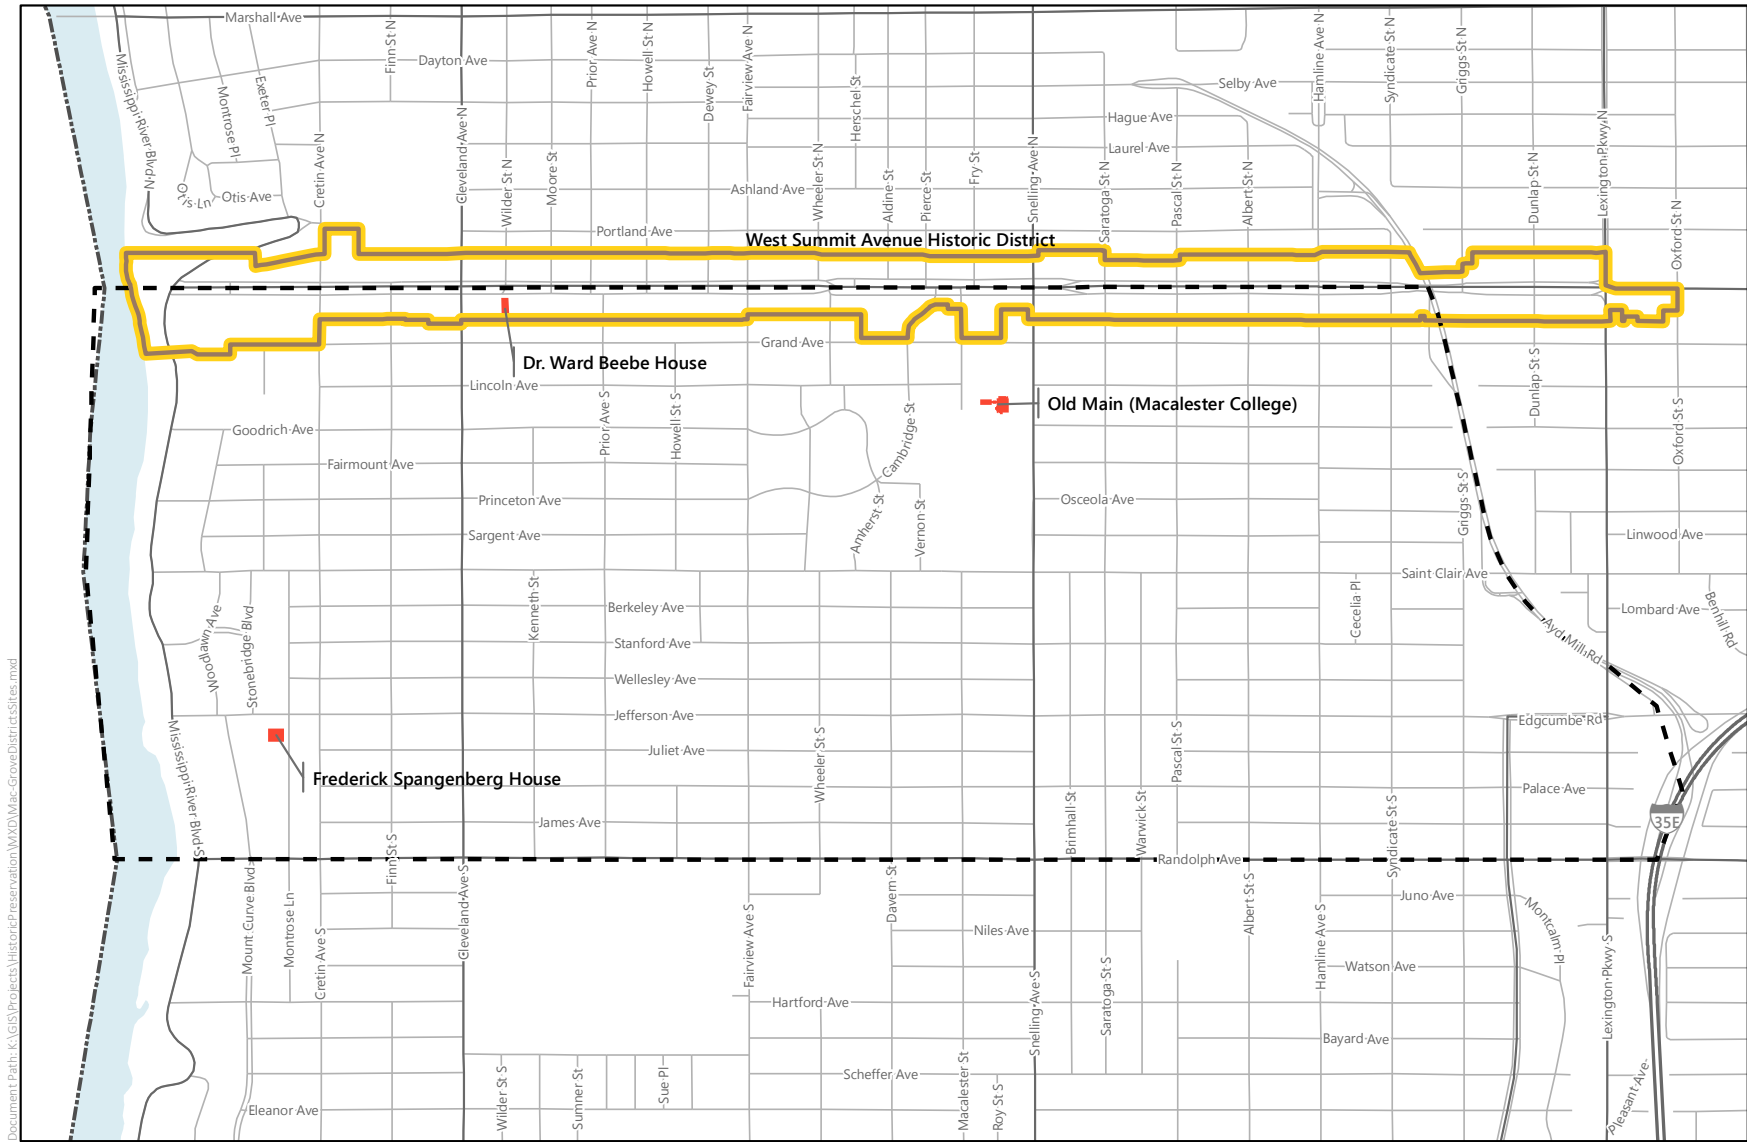 Marshall Ave
Finn St N
Prior Ave N
Howell St N
Fairview Ave N
Hamline Ave N
Syndicate St N
Griggs St N
Dayton Ave
Mississippi River Blvd N
Exeter Pl
Montrose Pl
Dewey St
Herschel St
Selby Ave
Hague Ave
Laurel Ave
Cretin Ave N
Cleveland Ave N
Wilder St N
Moore St
Wheeler St N
Aldine St
Pierce St
Fry St
Snelling Ave N
Saratoga St N
Pascal St N
Albert St N
Dunlap St N
Lexington Pkwy N
Oxford St N
Otis Ln
Otis Ave
Ashland Ave
Portland Ave
West Summit Avenue Historic District
Grand Ave
Dr. Ward Beebe House
Lincoln Ave
Old Main (Macalester College)
Dunlap St S
Oxford St S
Prior Ave S
Howell St S
Cambridge St
Goodrich Ave
Fairmount Ave
Princeton Ave
Osceola Ave
Griggs St S
Amherst St
Vernon St
Sargent Ave
Linwood Ave
Saint Clair Ave
Kenneth St
Berkeley Ave
Cecelia Pl
Lombard Ave
Benhill Rd
Woodlawn Ave
Stonebridge Blvd
Stanford Ave
Ayd Mill Rd
Wellesley Ave
Jefferson Ave
Edgcumbe Rd
Mississippi River Blvd S
Juliet Ave
Wheeler St S
Pascal St S
Frederick Spangenberg House
Palace Ave
James Ave
Brimhall St
Warwick St
Syndicate St S
35E
Finn St S
Randolph Ave
Mount Curve Blvd
Montrose Ln
Cretin Ave S
Cleveland Ave S
Fairview Ave S
Davern St
Albert St S
Hamline Ave S
Juno Ave
Montcalm Pl
Niles Ave
Watson Ave
Lexington Pkwy S
Snelling Ave S
Saratoga St S
Hartford Ave
Bayard Ave
Scheffer Ave
Wilder St S
Sumner St
Sue Pl
Macalester St
Roy St S
Pleasant Ave
Eleanor Ave
Document Path: K:\GIS\Projects\HistoricPreservation\MXD\Mac-GroveDistrictsSites.mxd